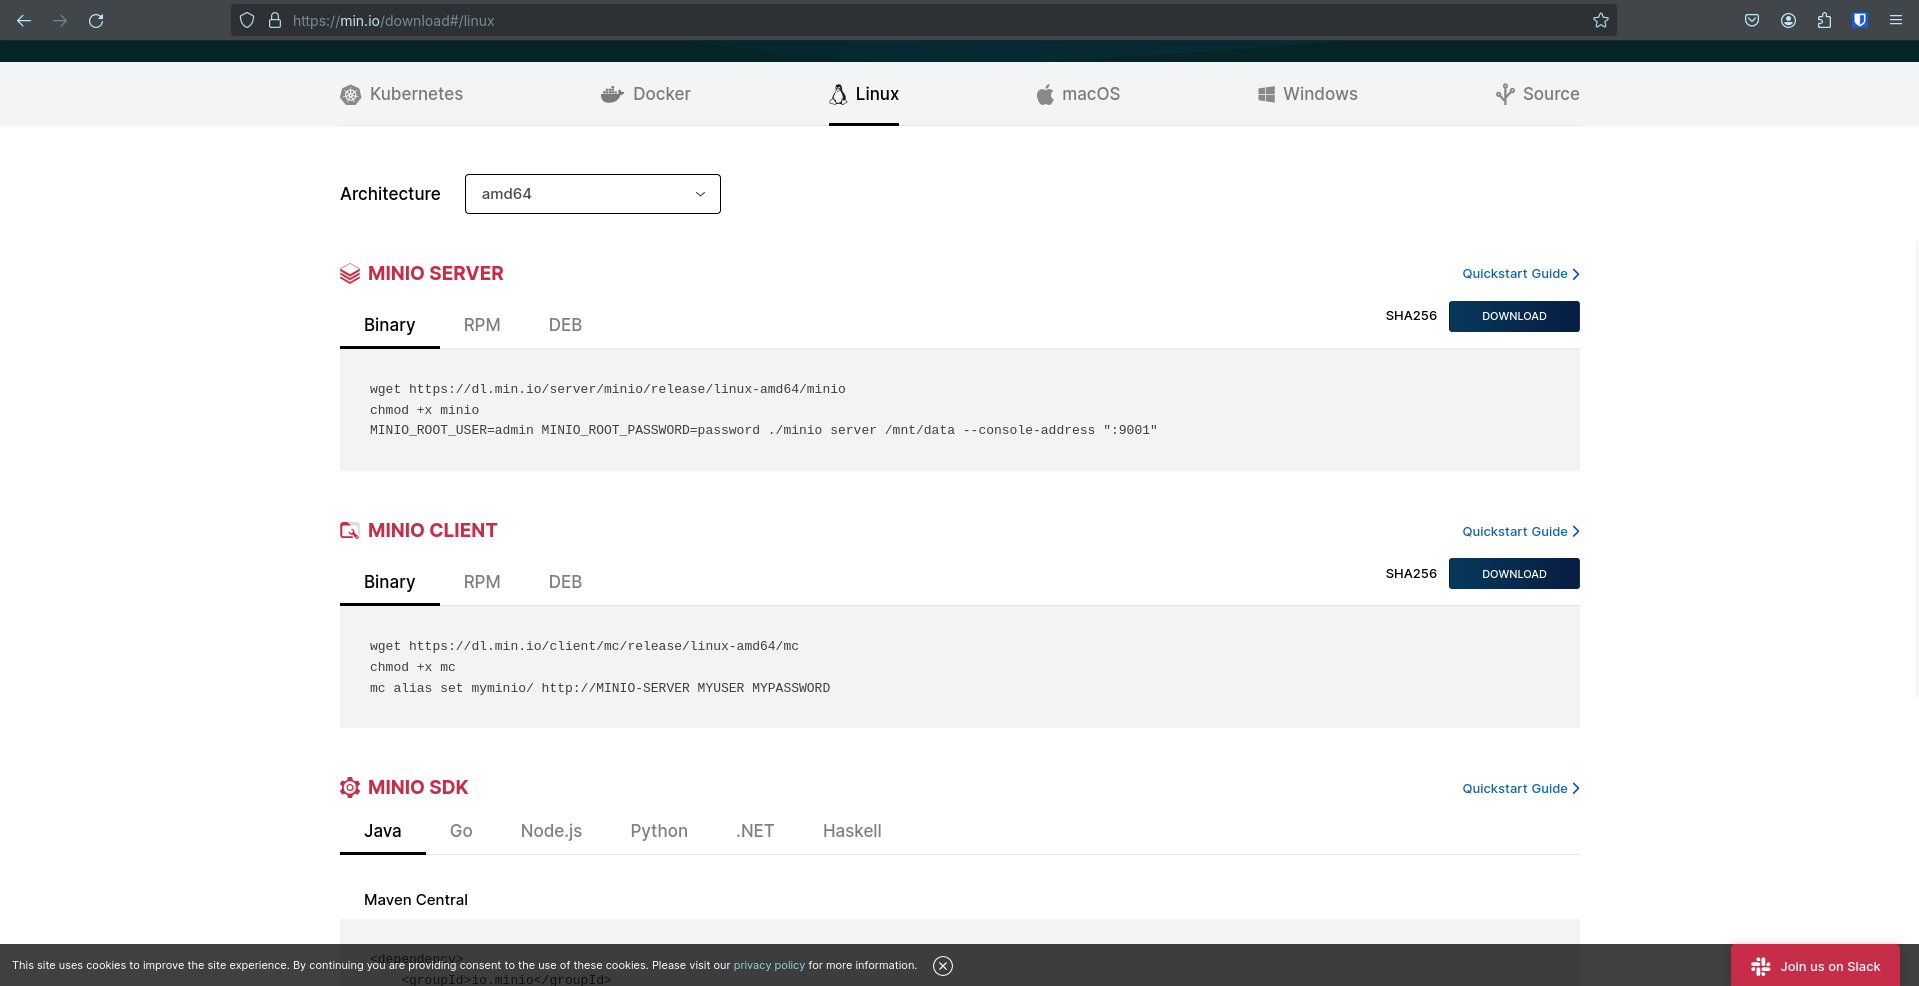 https://min.io/download#/linux
Kubernetes Docker Linux macOS Windows Source
Architecture amd64
MINIO SERVER Quickstart Guide
Binary RPM DEB SHA256 DOWNLOAD
wget https://dl.min.io/server/minio/release/linux-amd64/minio
chmod +x minio
MINIO_ROOT_USER=admin MINIO_ROOT_PASSWORD=password ./minio server /mnt/data --console-address ":9001"
MINIO CLIENT Quickstart Guide
Binary RPM DEB SHA256 DOWNLOAD
wget https://dl.min.io/client/mc/release/linux-amd64/mc
chmod +x mc
mc alias set myminio/ http://MINIO-SERVER MYUSER MYPASSWORD
MINIO SDK Quickstart Guide
Java Go Node.js Python .NET Haskell
Maven Central
<dependency>
<groupId>io.minio</groupId>
This site uses cookies to improve the site experience. By continuing you are providing consent to the use of these cookies. Please visit our privacy policy for more information.
Join us on Slack